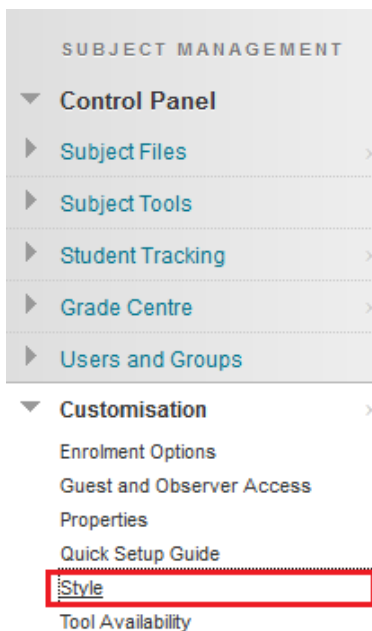 SUBJECT MANAGEMENT
Control Panel
Subject Files
Subject Tools
Student Tracking
Grade Centre
Users and Groups
Customisation
Enrolment Options
Guest and Observer Access
Properties
Quick Setup Guide
Style
Tool Availability